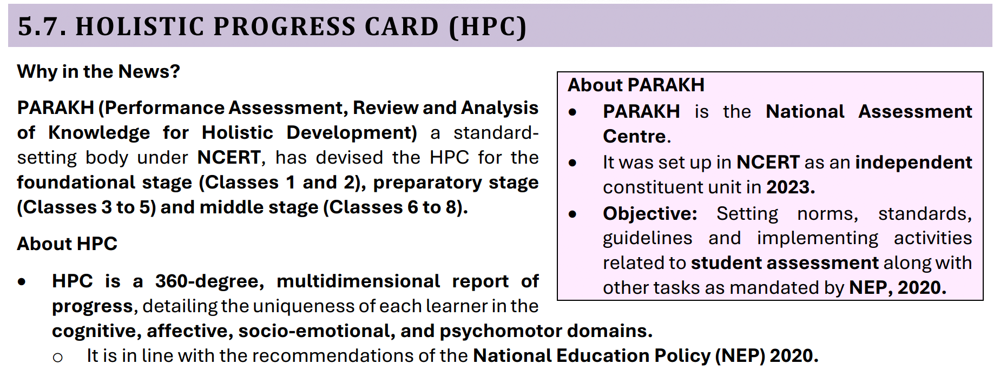 5.7. HOLISTIC PROGRESS CARD (HPC)
Why in the News?
PARAKH (Performance Assessment, Review and Analysis
of Knowledge for Holistic Development) a standard-
setting body under NCERT, has devised the HPC for the
foundational stage (Classes 1 and 2), preparatory stage
(Classes 3 to 5) and middle stage (Classes 6 to 8).
About HPC
● HPC is a 360-degree, multidimensional report of
progress, detailing the uniqueness of each learner in the
cognitive, affective, socio-emotional, and psychomotor domains.
○ It is in line with the recommendations of the National Education Policy (NEP) 2020.
About PARAKH
● PARAKH is the National Assessment
Centre.
● It was set up in NCERT as an independent
constituent unit in 2023.
● Objective: Setting norms, standards,
guidelines and implementing activities
related to student assessment along with
other tasks as mandated by NEP, 2020.